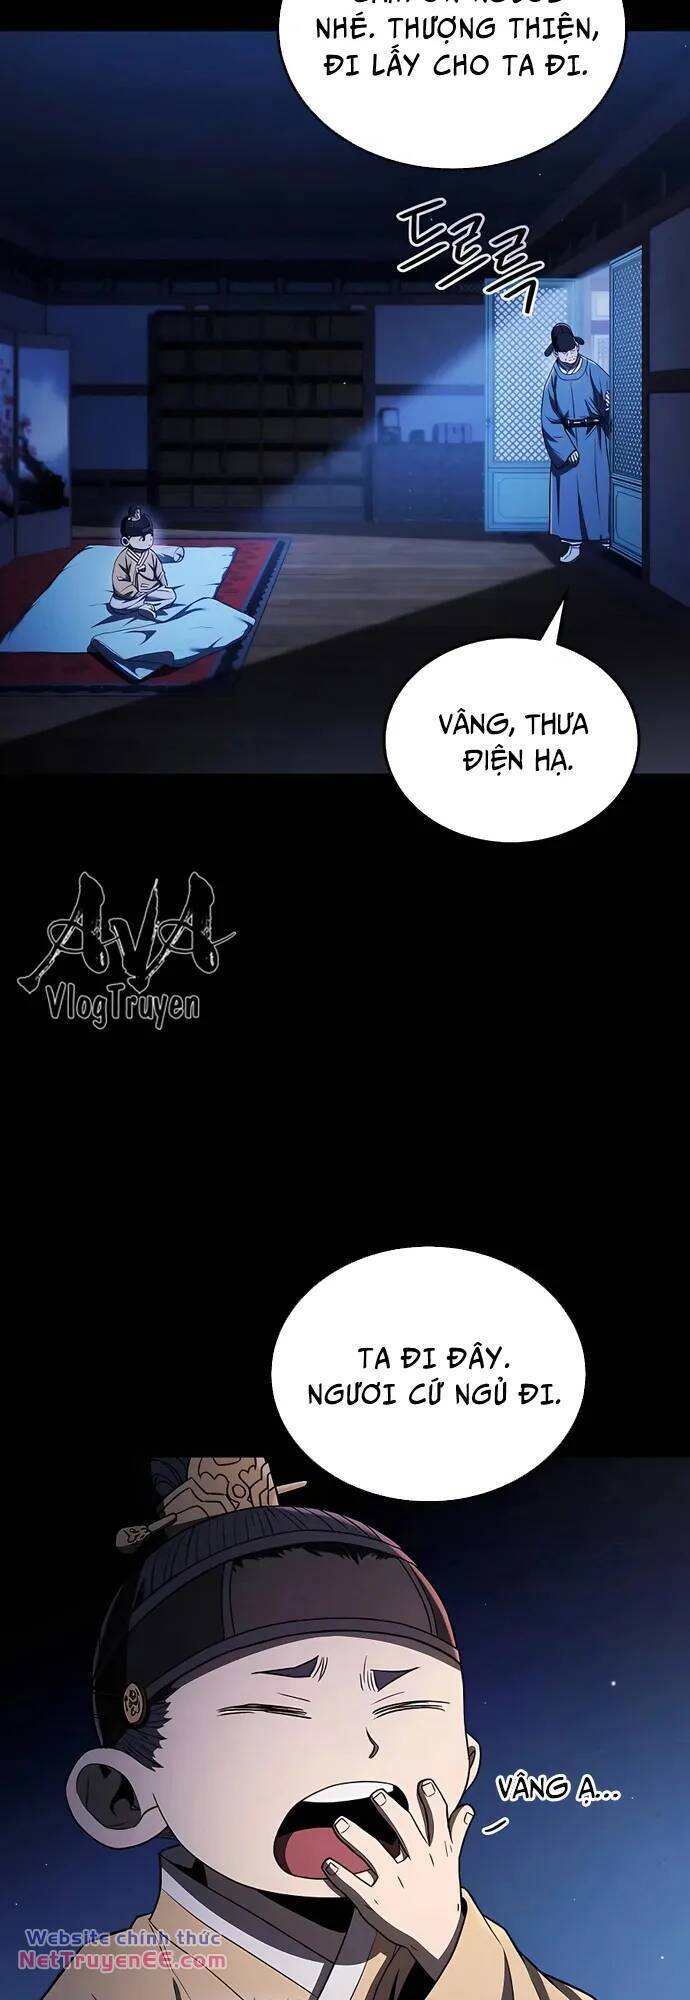 NHÉ. THƯỢNG THIỆN,
ĐI LẤY CHO TA ĐI.
드르륵
VÂNG, THƯA
ĐIỆN HẠ.
AVA
VlogTruyen
TA ĐI ĐÂY.
NGƯƠI CỨ NGỦ ĐI.
VÂNG Ạ...
Website chính thức
NetTruyenEE.com